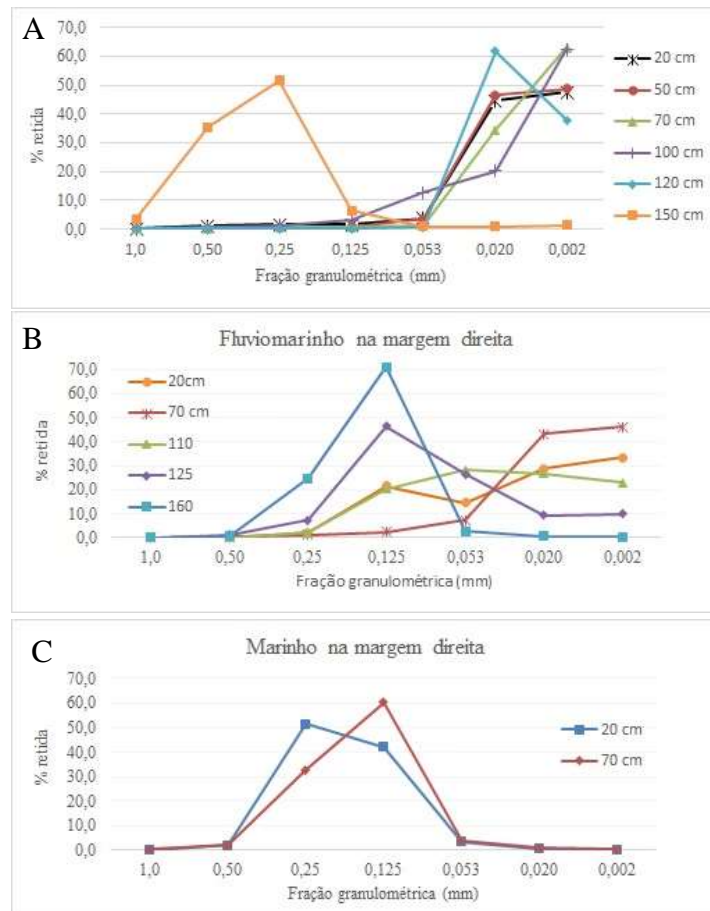 A
70,0
60,0
50,0
40,0
30,0
20,0
10,0
0,0
% retida
1,0 0,50 0,25 0,125 0,053 0,020 0,002
Fração granulométrica (mm)
20 cm
50 cm
70 cm
100 cm
120 cm
150 cm
B
Fluviomarinho na margem direita
70,0
60,0
50,0
40,0
30,0
20,0
10,0
0,0
% retida
20cm
70 cm
110
125
160
1,0 0,50 0,25 0,125 0,053 0,020 0,002
Fração granulométrica (mm)
C
Marinho na margem direita
70,0
60,0
50,0
40,0
30,0
20,0
10,0
0,0
% retida
20 cm
70 cm
1,0 0,50 0,25 0,125 0,053 0,020 0,002
Fração granulométrica (mm)